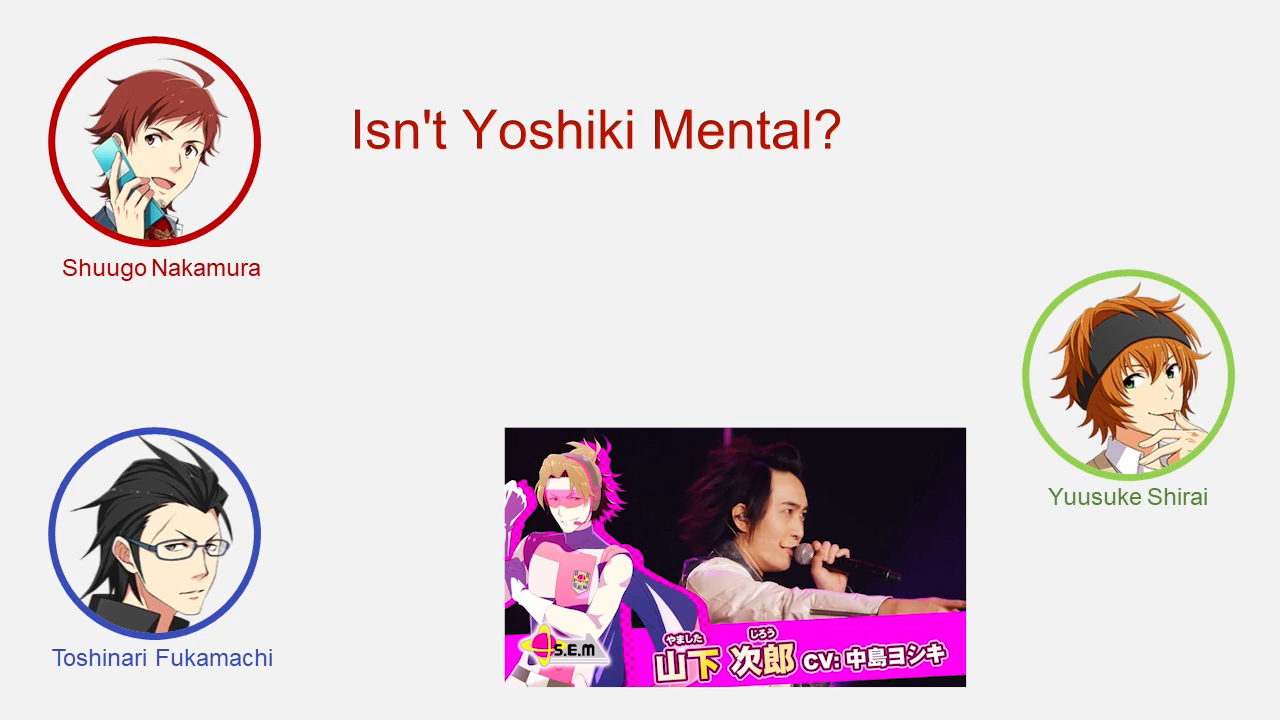 Isn't Yoshiki Mental?
Shuugo Nakamura
Yuusuke Shirai
Toshinari Fukamachi
S.E.M
S.E.M
やました じろう
山下 次郎 CV: 中島ヨシキ